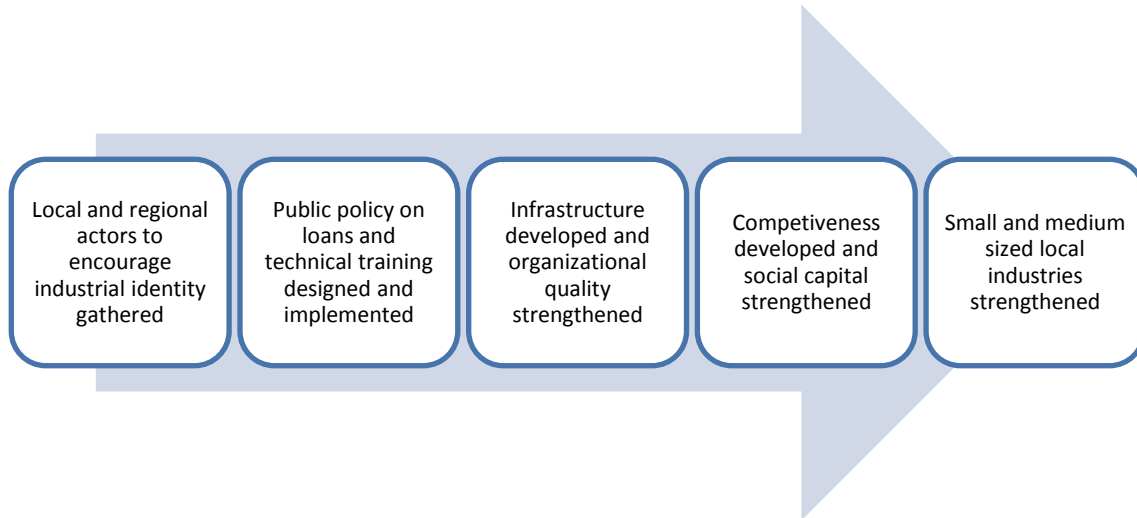 Local and regional
actors to
encourage
industrial identity
gathered
Public policy on
loans and
technical training
designed and
implemented
Infrastructure
developed and
organizational
quality
strengthened
Competiveness
developed and
social capital
strengthened
Small and medium
sized local
industries
strengthened